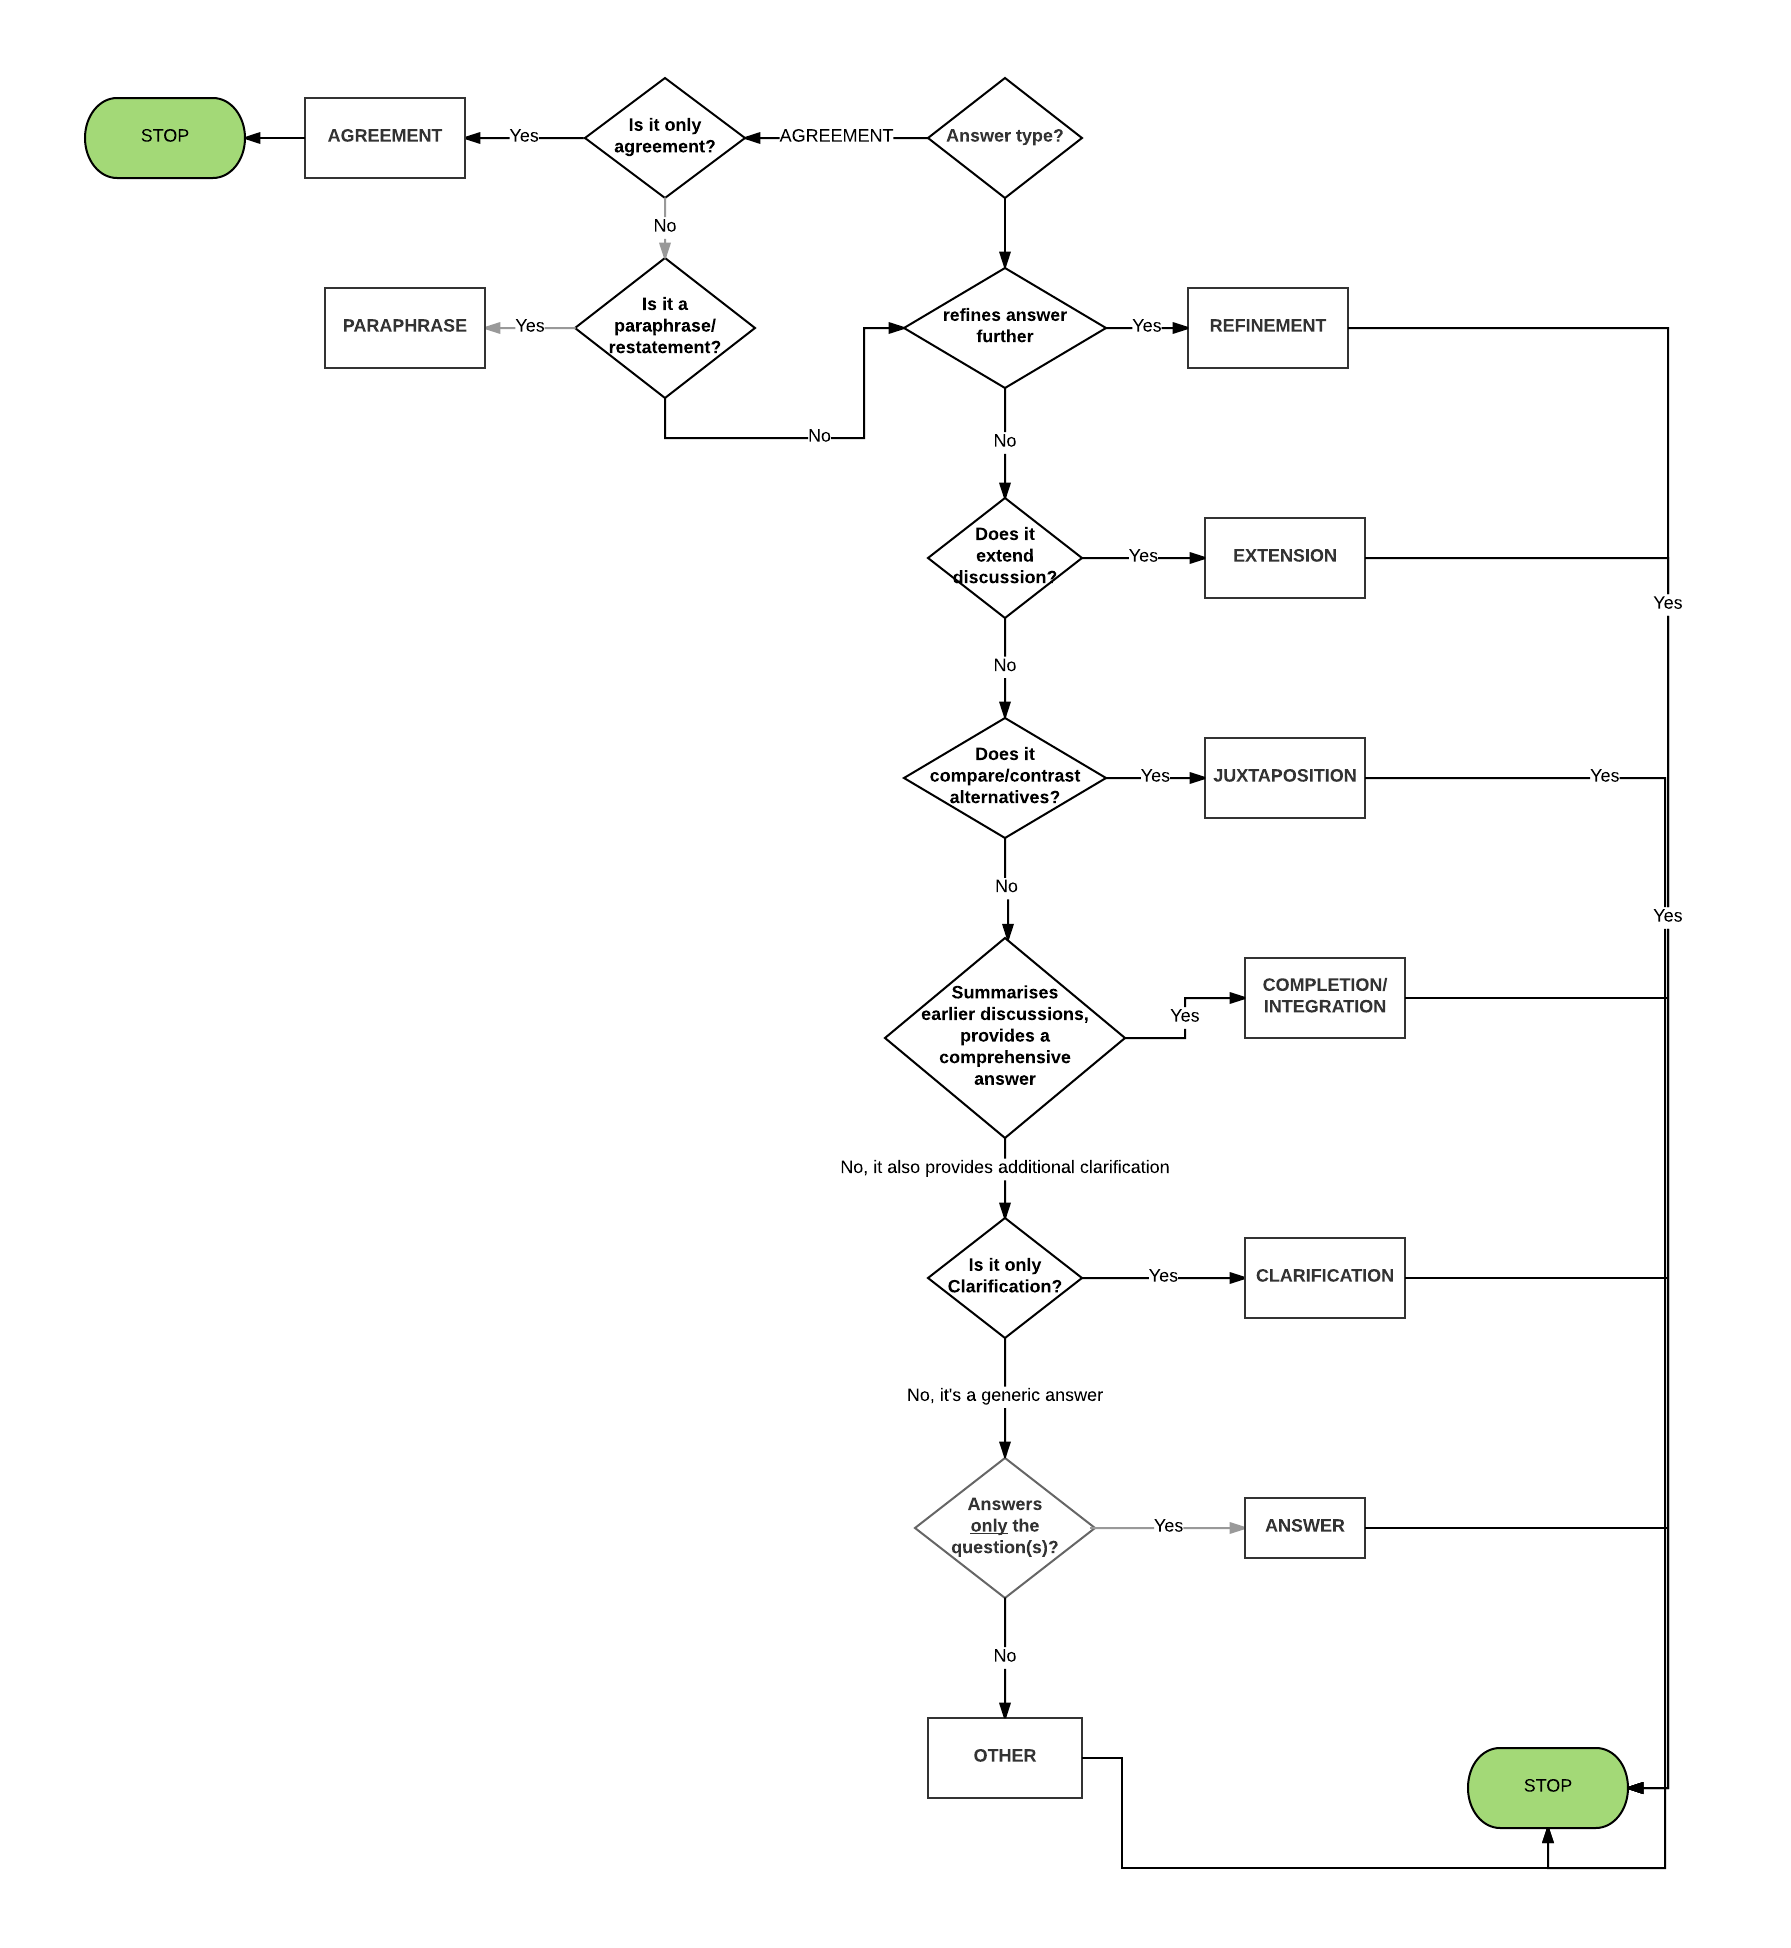 STOP
AGREEMENT
Yes
Is it only
agreement?
AGREEMENT
Answer type?
No
PARAPHRASE
Yes
Is it a
paraphrase/
restatement?
refines answer
further
Yes
REFINEMENT
No
No
Does it
extend
discussion?
Yes
EXTENSION
Yes
No
Does it
compare/contrast
alternatives?
Yes
JUXTAPOSITION
Yes
No
Yes
Summarises
earlier discussions,
provides a
comprehensive
answer
Yes
COMPLETION/
INTEGRATION
No, it also provides additional clarification
Is it only
Clarification?
Yes
CLARIFICATION
No, it's a generic answer
Answers
only the
question(s)?
Yes
ANSWER
No
OTHER
STOP